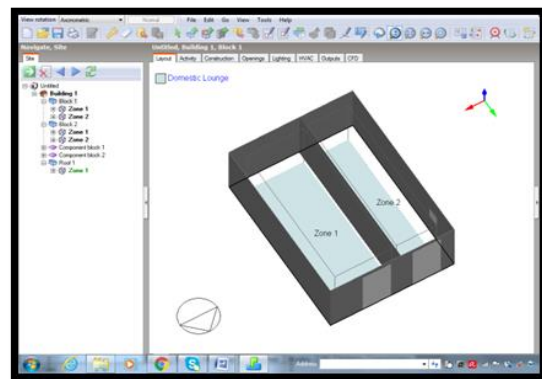 View rotation Axonometric Normal File Edit Go View Tools Help
Navigate, Site
Untitled, Building 1, Block 1
Site
Layout Activity Construction Openings Lighting HVAC Outputs CFD
Untitled
Building 1
Block 1
Zone 1
Zone 2
Block 2
Zone 1
Zone 2
Component block 1
Component block 2
Roof 1
Zone 1
Domestic Lounge
Zone 1
Zone 2
Address